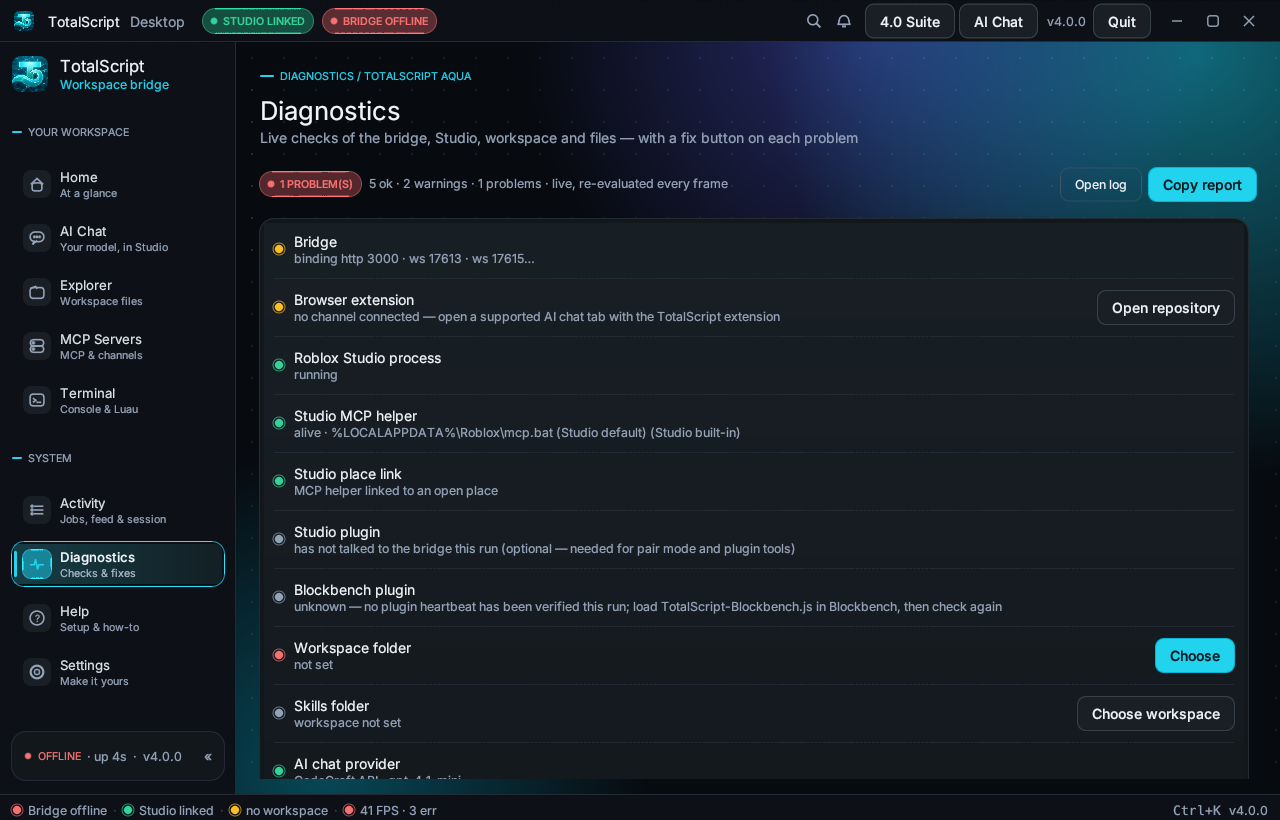 TotalScript Desktop STUDIO LINKED BRIDGE OFFLINE 4.0 Suite AI Chat v4.0.0 Quit
TotalScript
Workspace bridge
YOUR WORKSPACE
Home
At a glance
AI Chat
Your model, in Studio
Explorer
Workspace files
MCP Servers
MCP & channels
Terminal
Console & Luau
SYSTEM
Activity
Jobs, feed & session
Diagnostics
Checks & fixes
Help
Setup & how-to
Settings
Make it yours
OFFLINE · up 4s · v4.0.0 «
DIAGNOSTICS / TOTALSCRIPT AQUA
Diagnostics
Live checks of the bridge, Studio, workspace and files — with a fix button on each problem
1 PROBLEM(S) 5 ok · 2 warnings · 1 problems · live, re-evaluated every frame Open log Copy report
Bridge
binding http 3000 · ws 17613 · ws 17615...
Browser extension
no channel connected — open a supported AI chat tab with the TotalScript extension
Open repository
Roblox Studio process
running
Studio MCP helper
alive · %LOCALAPPDATA%\Roblox\mcp.bat (Studio default) (Studio built-in)
Studio place link
MCP helper linked to an open place
Studio plugin
has not talked to the bridge this run (optional — needed for pair mode and plugin tools)
Blockbench plugin
unknown — no plugin heartbeat has been verified this run; load TotalScript-Blockbench.js in Blockbench, then check again
Workspace folder
not set
Choose
Skills folder
workspace not set
Choose workspace
AI chat provider
Bridge offline · Studio linked · no workspace · 41 FPS · 3 err Ctrl+K v4.0.0